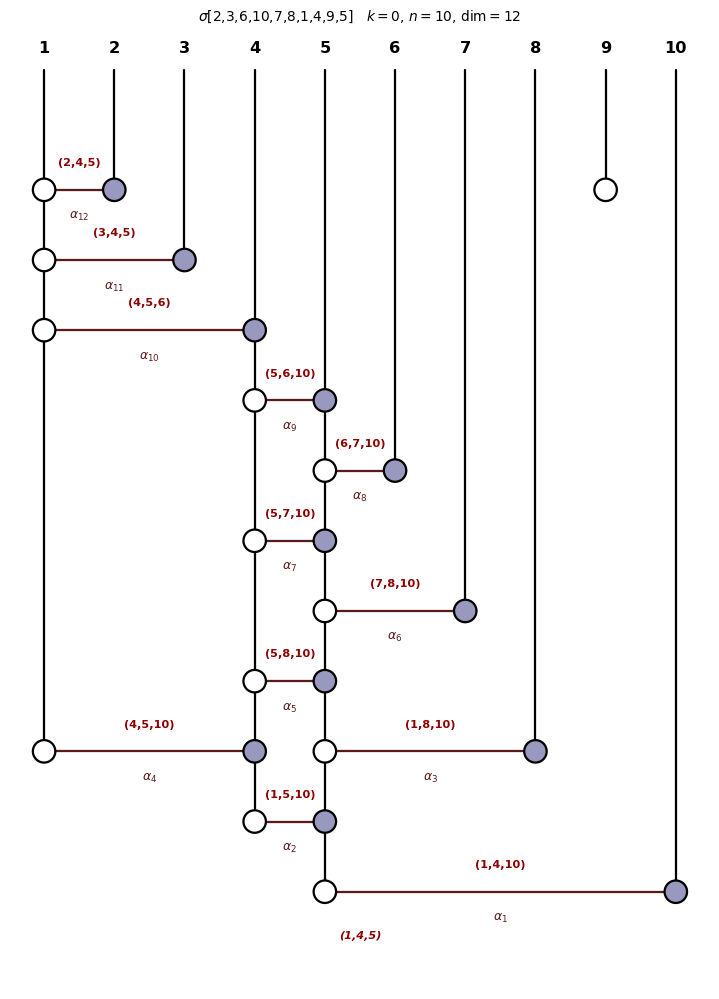 σ[2,3,6,10,7,8,1,4,9,5]   k = 0, n = 10, dim = 12
1 2 3 4 5 6 7 8 9 10
(2,4,5)
α₁₂
(3,4,5)
α₁₁
(4,5,6)
α₁₀
(5,6,10)
α₉
(6,7,10)
α₈
(5,7,10)
α₇
(7,8,10)
α₆
(5,8,10)
α₅
(4,5,10) (1,8,10)
α₄ α₃
(1,5,10)
α₂
(1,4,10)
α₁
(1,4,5)